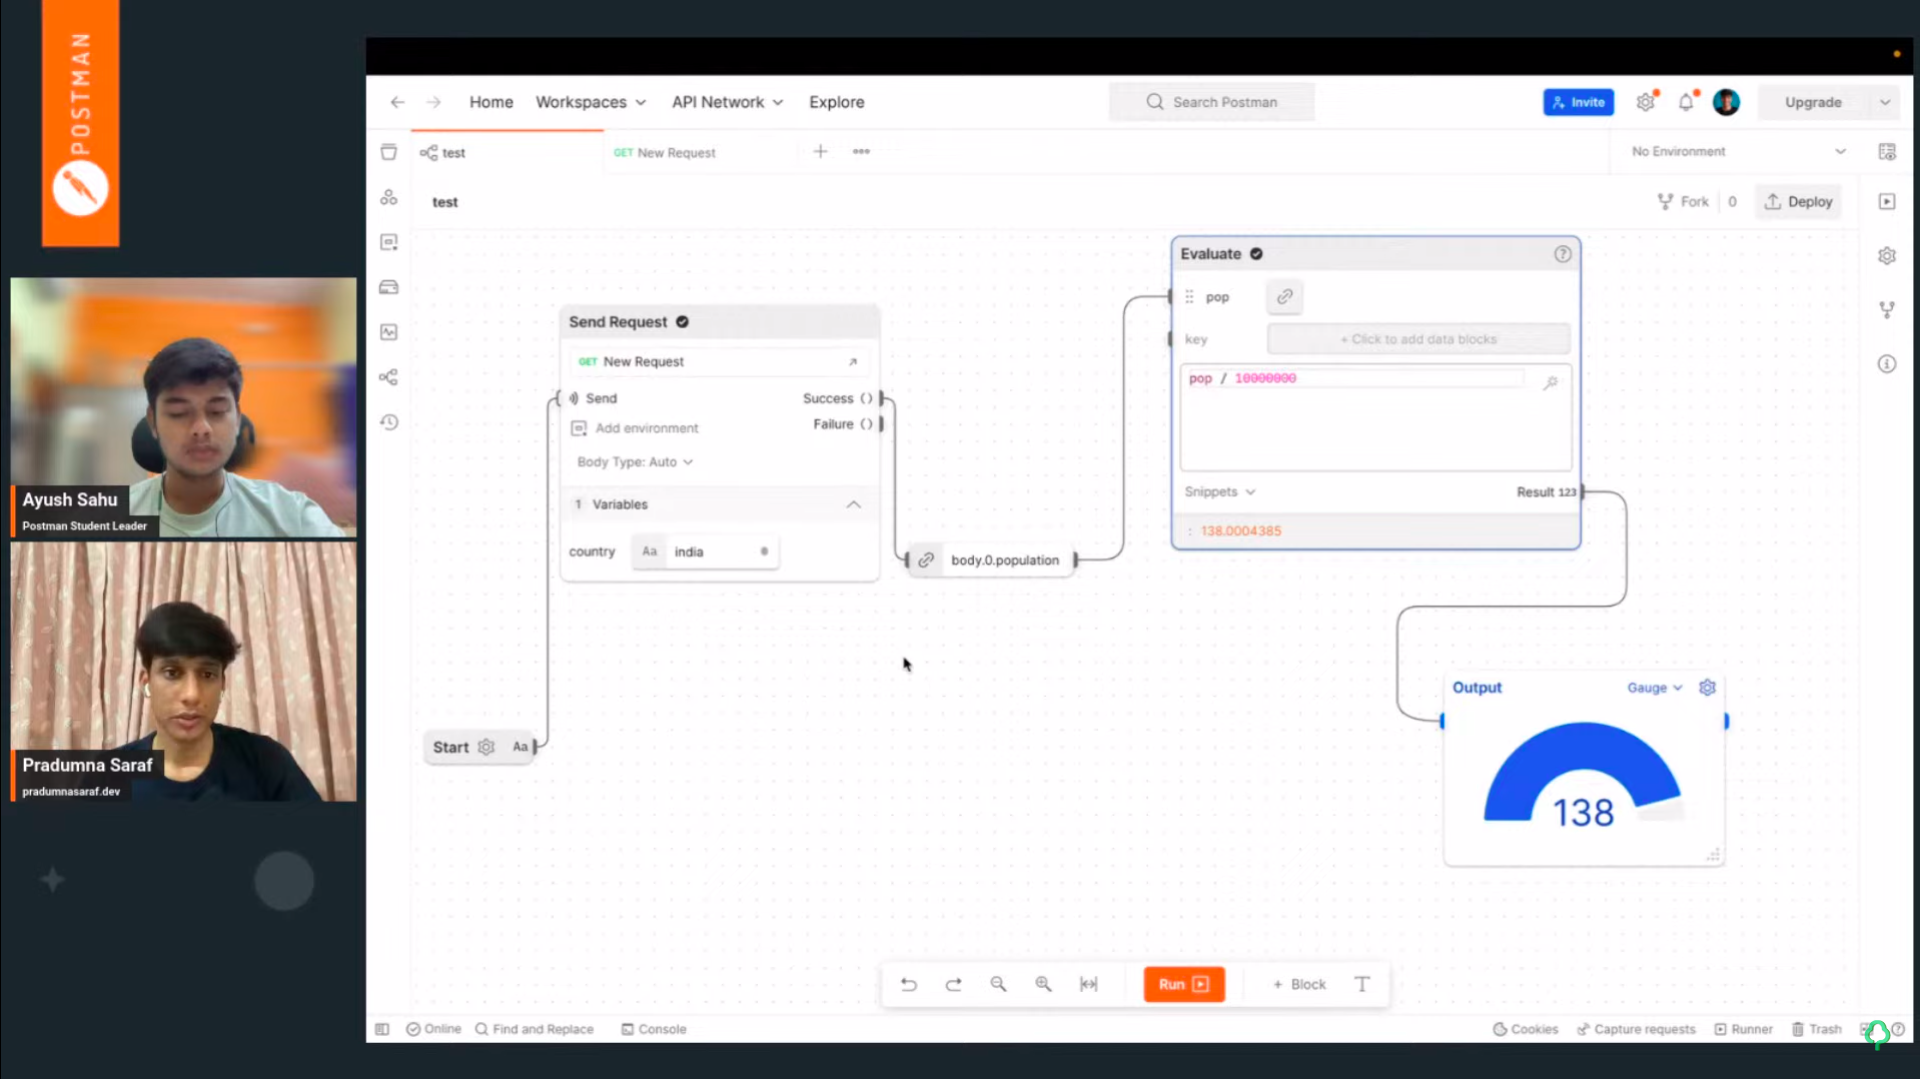 POSTMAN
Home
Workspaces
API Network
Explore
Search Postman
Invite
Upgrade
test
GET New Request
No Environment
test
Fork 0
Deploy
Send Request
GET New Request
Send
Success
Failure
Add environment
Body Type: Auto
1 Variables
country
Aa india
body.0.population
Evaluate
pop
key
+ Click to add data blocks
pop / 10000000
Snippets
Result 123
: 138.0004385
Start
Aa
Output
Gauge
138
Ayush Sahu
Postman Student Leader
Pradumna Saraf
pradumnasaraf.dev
Run
+ Block
T
Online
Find and Replace
Console
Cookies
Capture requests
Runner
Trash